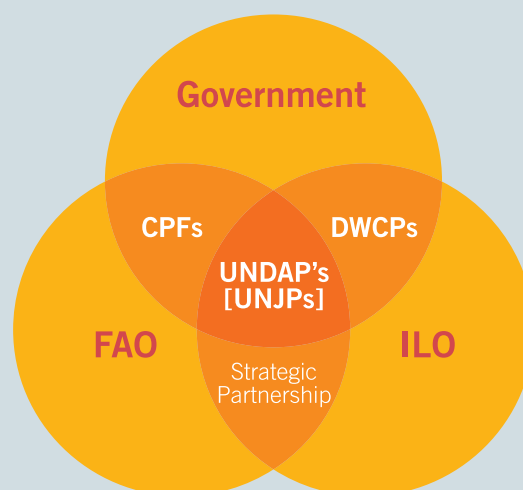 Government
CPFs
DWCPs
UNDAP's
[UNJPs]
FAO
ILO
Strategic
Partnership